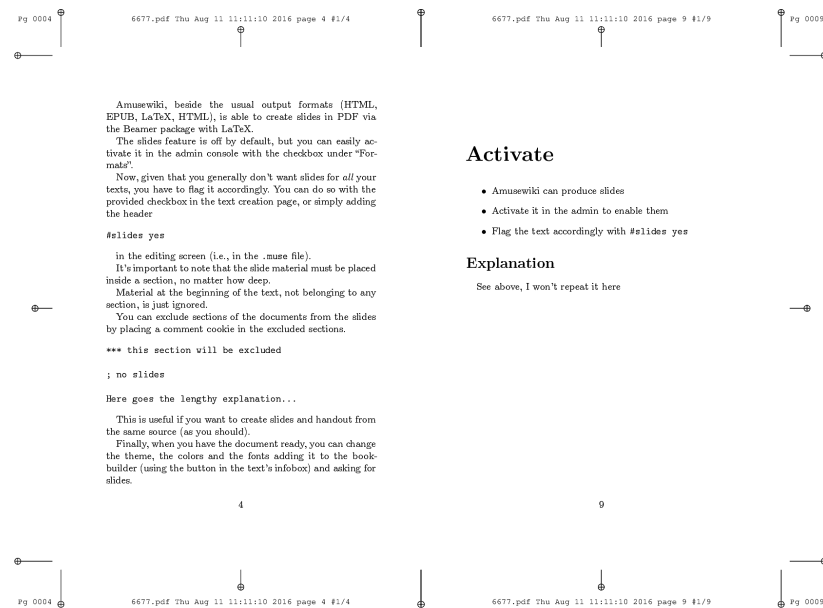 Pg 0004
6677.pdf Thu Aug 11 11:11:10 2016 page 4 #1/4
6677.pdf Thu Aug 11 11:11:10 2016 page 9 #1/9
Pg 0009
Amusewiki, beside the usual output formats (HTML,
EPUB, LaTeX, HTML), is able to create slides in PDF via
the Beamer package with LaTeX.
The slides feature is off by default, but you can easily ac-
tivate it in the admin console with the checkbox under “For-
mats”.
Now, given that you generally don’t want slides for all your
texts, you have to flag it accordingly. You can do so with the
provided checkbox in the text creation page, or simply adding
the header
#slides yes
in the editing screen (i.e., in the .muse file).
It’s important to note that the slide material must be placed
inside a section, no matter how deep.
Material at the beginning of the text, not belonging to any
section, is just ignored.
You can exclude sections of the documents from the slides
by placing a comment cookie in the excluded sections.
*** this section will be excluded
; no slides
Here goes the lengthy explanation...
This is useful if you want to create slides and handout from
the same source (as you should).
Finally, when you have the document ready, you can change
the theme, the colors and the fonts adding it to the book-
builder (using the button in the text’s infobox) and asking for
slides.
4
Activate
• Amusewiki can produce slides
• Activate it in the admin to enable them
• Flag the text accordingly with #slides yes
Explanation
See above, I won’t repeat it here
9
Pg 0004
6677.pdf Thu Aug 11 11:11:10 2016 page 4 #1/4
6677.pdf Thu Aug 11 11:11:10 2016 page 9 #1/9
Pg 0009